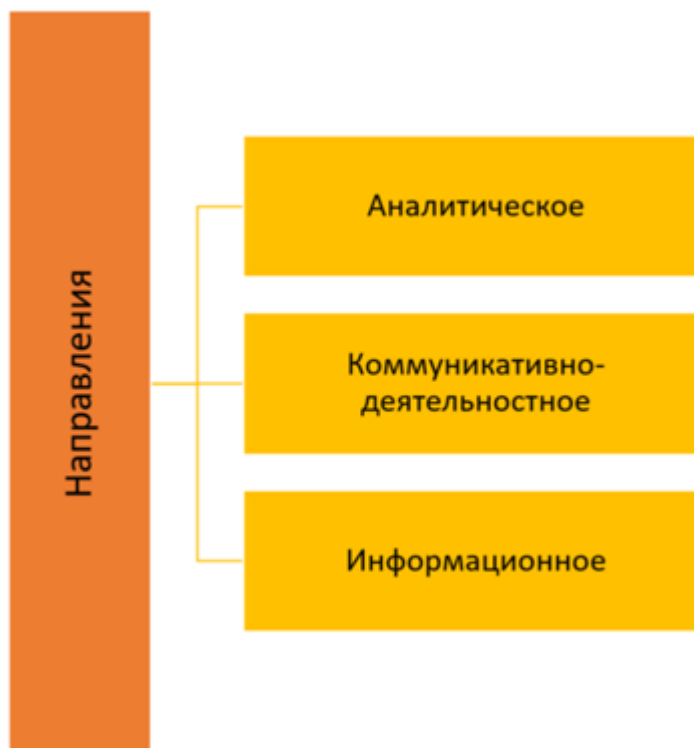 Направления
Аналитическое
Коммуникативно-
деятельностное
Информационное